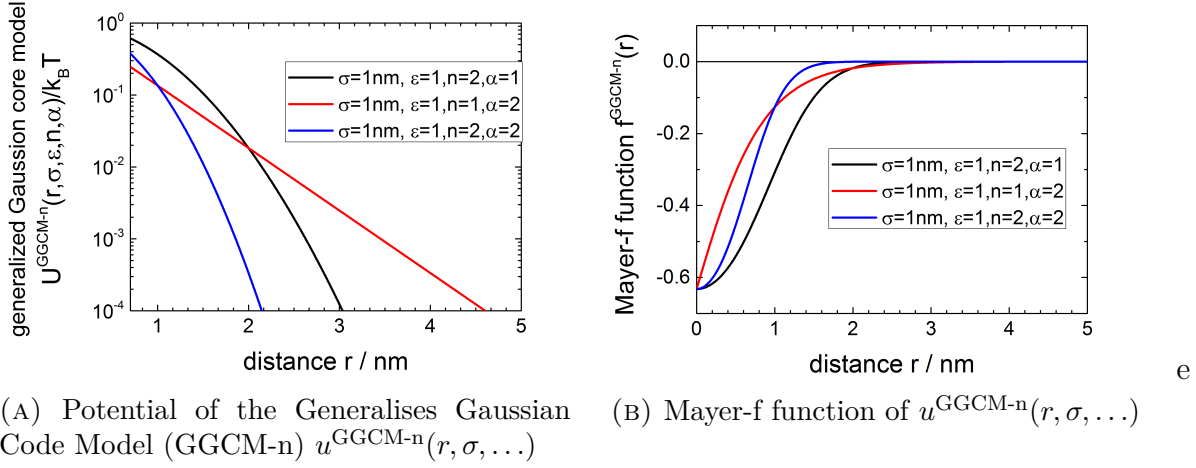 generalized Gaussion core model
U^GGCM-n(r,σ,ε,n,α)/k_BT
10^0
10^-1
10^-2
10^-3
10^-4
σ=1nm, ε=1,n=2,α=1
σ=1nm, ε=1,n=1,α=2
σ=1nm, ε=1,n=2,α=2
1 2 3 4 5
distance r / nm
(A) Potential of the Generalises Gaussian
Code Model (GGCM-n) u^GGCM-n(r, σ, ...)
Mayer-f function f^GGCM-n(r)
0.0
-0.2
-0.4
-0.6
σ=1nm, ε=1,n=2,α=1
σ=1nm, ε=1,n=1,α=2
σ=1nm, ε=1,n=2,α=2
0 1 2 3 4 5
distance r / nm
(B) Mayer-f function of u^GGCM-n(r, σ, ...)
e